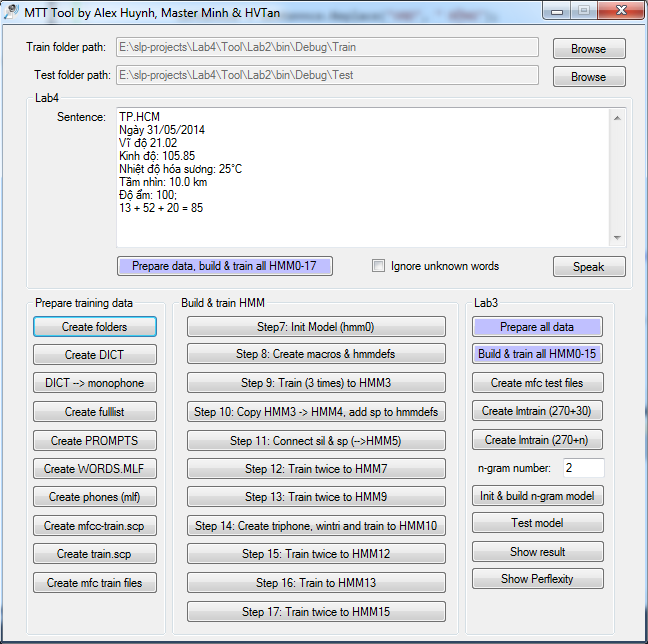 MTT Tool by Alex Huynh, Master Minh & HVTan
Train folder path: E:\slp-projects\Lab4\Tool\Lab2\bin\Debug\Train Browse
Test folder path: E:\slp-projects\Lab4\Tool\Lab2\bin\Debug\Test Browse
Lab4
Sentence:
TP.HCM
Ngày 31/05/2014
Vĩ độ 21.02
Kinh độ: 105.85
Nhiệt độ hóa sương: 25°C
Tầm nhìn: 10.0 km
Độ ẩm: 100;
13 + 52 + 20 = 85
Prepare data, build & train all HMM0-17 Ignore unknown words Speak
Prepare training data
Create folders
Create DICT
DICT --> monophone
Create fulllist
Create PROMPTS
Create WORDS.MLF
Create phones (mlf)
Create mfcc-train.scp
Create train.scp
Create mfc train files
Build & train HMM
Step7: Init Model (hmm0)
Step 8: Create macros & hmmdefs
Step 9: Train (3 times) to HMM3
Step 10: Copy HMM3 -> HMM4, add sp to hmmdefs
Step 11: Connect sil & sp (-->HMM5)
Step 12: Train twice to HMM7
Step 13: Train twice to HMM9
Step 14: Create triphone, wintri and train to HMM10
Step 15: Train twice to HMM12
Step 16: Train to HMM13
Step 17: Train twice to HMM15
Lab3
Prepare all data
Build & train all HMM0-15
Create mfc test files
Create lmtrain (270+30)
Create lmtrain (270+n)
n-gram number: 2
Init & build n-gram model
Test model
Show result
Show Perflexity